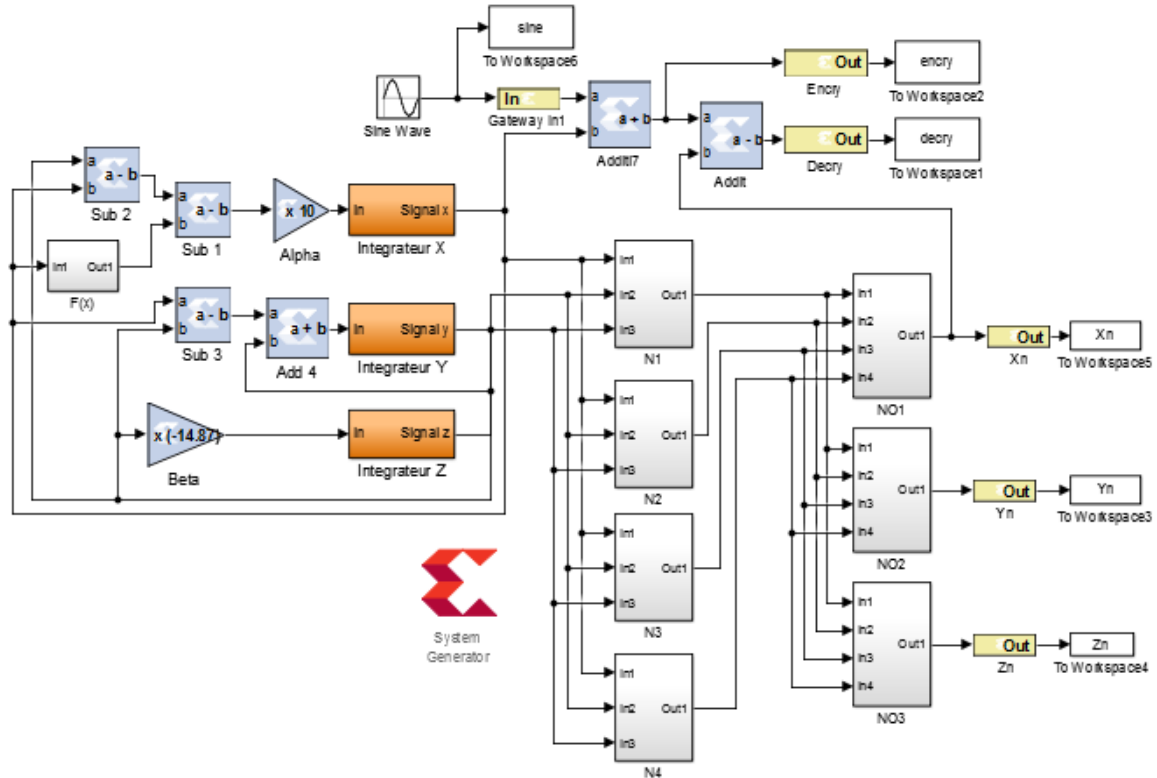 sine
To Workspace6
Sine Wave
In
Gateway In1
a
b
a + b
Additi7
a
b
a - b
Addit
Out
Encry
encry
To Workspace2
Out
Decry
decry
To Workspace1
a
b
a - b
Sub 2
a
b
a - b
Sub 1
x 10
Alpha
In
Signal x
Integrateur X
In1
Out1
F(x)
a
b
a - b
Sub 3
a
b
a + b
Add 4
In
Signal y
Integrateur Y
x (-14.87)
Beta
In
Signal z
Integrateur Z
In1
In2
In3
Out1
N1
In1
In2
In3
Out1
N2
In1
In2
In3
Out1
N3
In1
In2
In3
Out1
N4
In1
In2
In3
In4
Out1
NO1
Out
Xn
Xn
To Workspace5
In1
In2
In3
In4
Out1
NO2
Out
Yn
Yn
To Workspace3
In1
In2
In3
In4
Out1
NO3
Out
Zn
Zn
To Workspace4
System
Generator